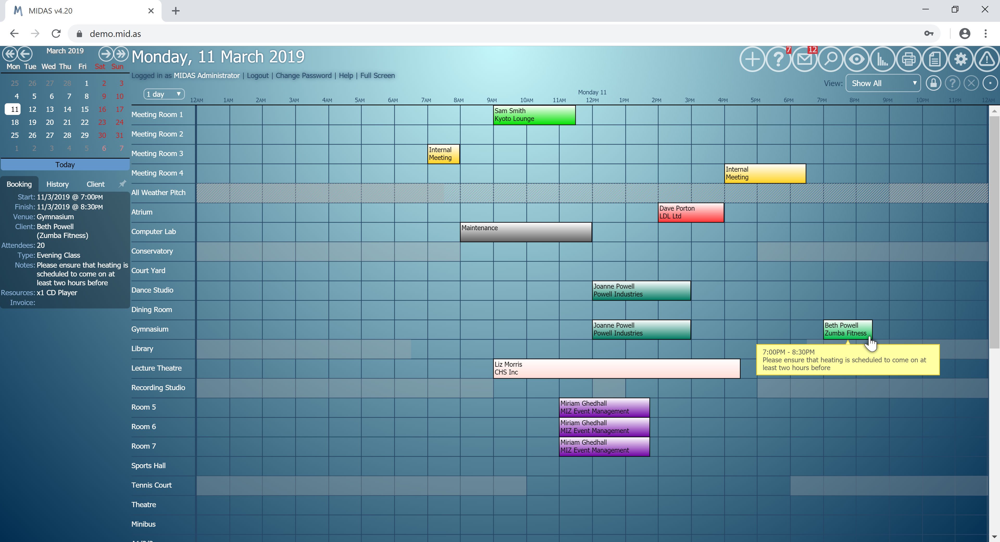 MIDAS v4.20
demo.mid.as
March 2019
Mon Tue Wed Thu Fri Sat Sun
25 26 27 28 1 2 3
4 5 6 7 8 9 10
11 12 13 14 15 16 17
18 19 20 21 22 23 24
25 26 27 28 29 30 31
1 2 3 4 5 6 7
Today
Booking History Client
Start: 11/3/2019 @ 7:00PM
Finish: 11/3/2019 @ 8:30PM
Venue: Gymnasium
Client: Beth Powell
(Zumba Fitness)
Attendees: 20
Type: Evening Class
Notes: Please ensure that heating is
scheduled to come on at
least two hours before
Resources: x1 CD Player
Invoice:
Monday, 11 March 2019
7 12
Logged in as MIDAS Administrator | Logout | Change Password | Help | Full Screen
View: Show All
1 day
Monday 11
12AM 1AM 2AM 3AM 4AM 5AM 6AM 7AM 8AM 9AM 10AM 11AM 12PM 1PM 2PM 3PM 4PM 5PM 6PM 7PM 8PM 9PM 10PM 11PM 12AM
Meeting Room 1
Sam Smith
Kyoto Lounge
Meeting Room 2
Meeting Room 3
Internal
Meeting
Meeting Room 4
Internal
Meeting
All Weather Pitch
Atrium
Dave Porton
LDL Ltd
Computer Lab
Maintenance
Conservatory
Court Yard
Dance Studio
Joanne Powell
Powell Industries
Dining Room
Gymnasium
Joanne Powell
Powell Industries
Beth Powell
Zumba Fitness
7:00PM - 8:30PM
Please ensure that heating is scheduled to come on at
least two hours before
Library
Lecture Theatre
Liz Morris
CHS Inc
Recording Studio
Room 5
Miriam Ghedhall
MIZ Event Management
Room 6
Miriam Ghedhall
MIZ Event Management
Room 7
Miriam Ghedhall
MIZ Event Management
Sports Hall
Tennis Court
Theatre
Minibus